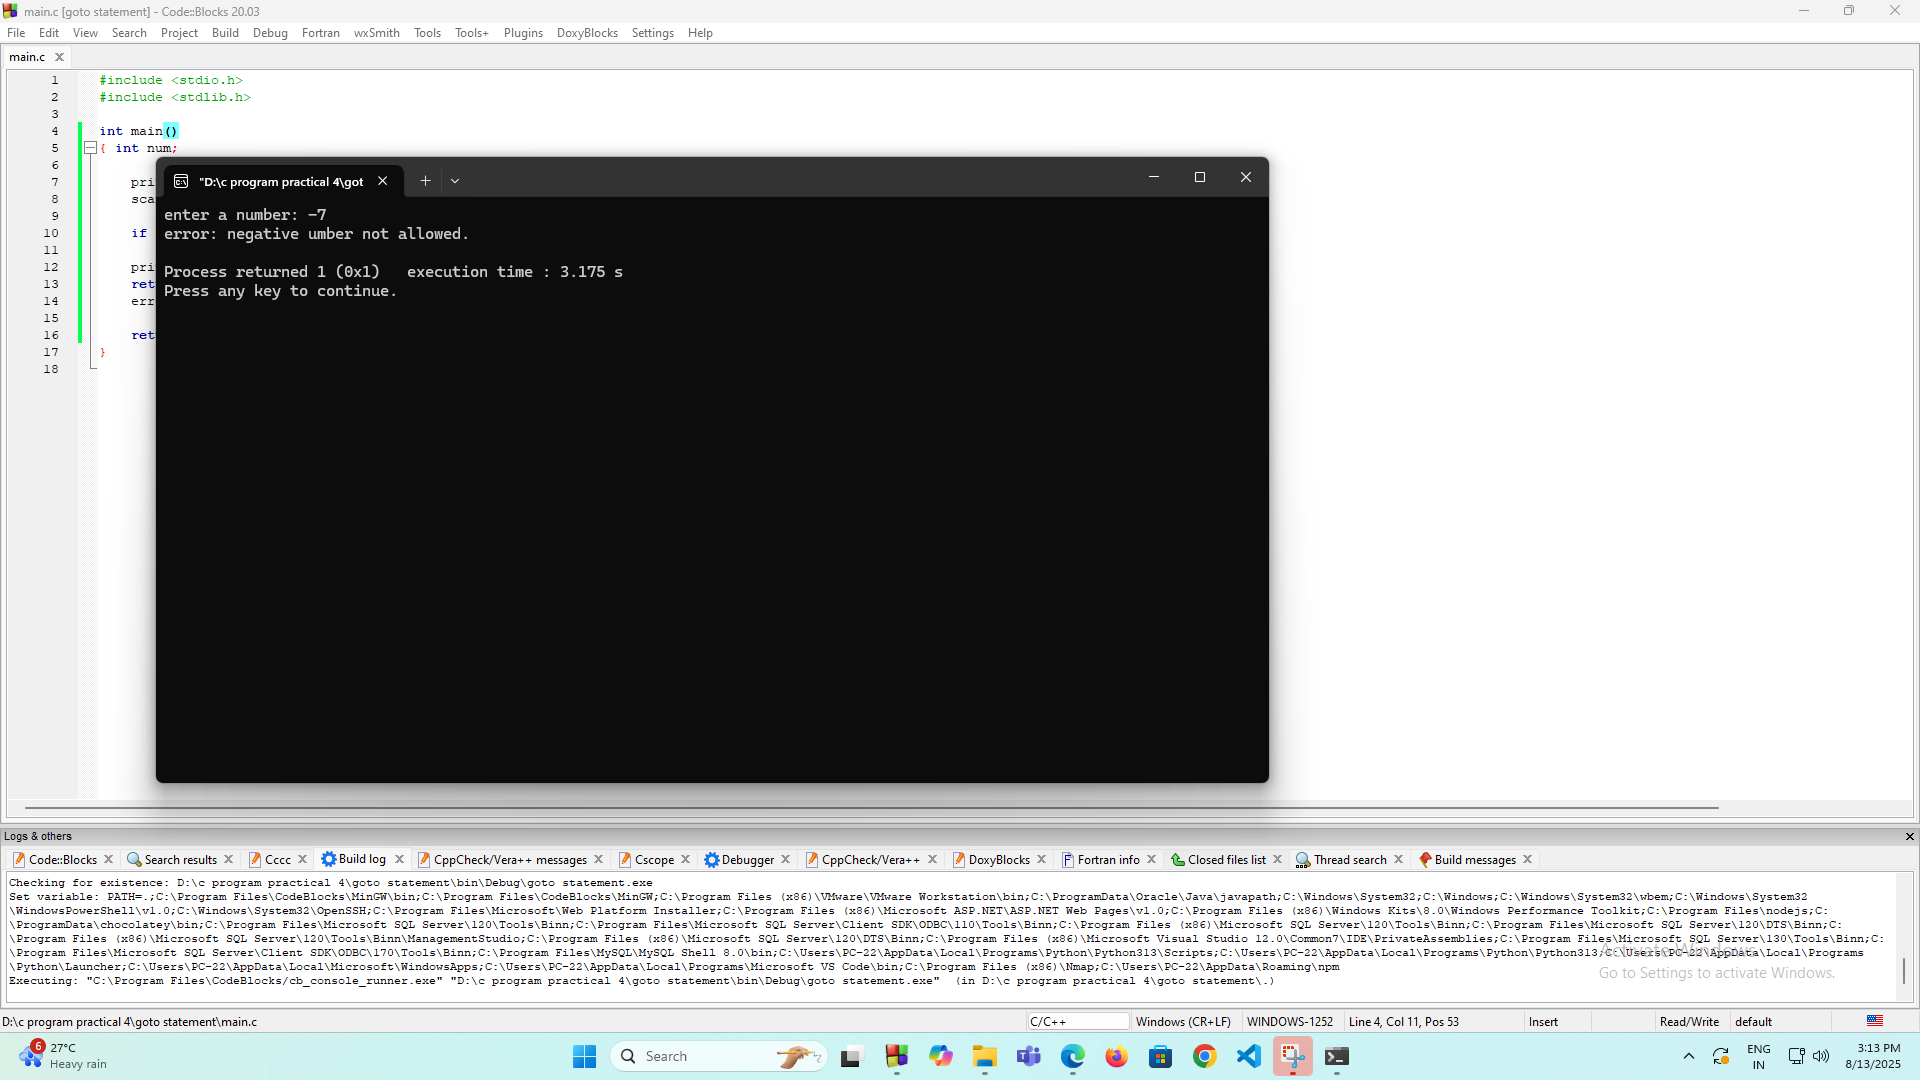 main.c [goto statement] - Code::Blocks 20.03
File Edit View Search Project Build Debug Fortran wxSmith Tools Tools+ Plugins DoxyBlocks Settings Help
main.c
1 #include <stdio.h>
2 #include <stdlib.h>
3
4 int main()
5 { int num;
6
7 pri
8 sca
9
10 if
11
12 pri
13 ret
14 err
15
16 ret
17 }
18
"D:\c program practical 4\got
enter a number: -7
error: negative umber not allowed.
Process returned 1 (0x1)   execution time : 3.175 s
Press any key to continue.
Logs & others
Code::Blocks Search results Cccc Build log CppCheck/Vera++ messages Cscope Debugger CppCheck/Vera++ DoxyBlocks Fortran info Closed files list Thread search Build messages
Checking for existence: D:\c program practical 4\goto statement\bin\Debug\goto statement.exe
Set variable: PATH=.;C:\Program Files\CodeBlocks\MinGW\bin;C:\Program Files\CodeBlocks\MinGW;C:\Program Files (x86)\VMware\VMware Workstation\bin;C:\ProgramData\Oracle\Java\javapath;C:\Windows\System32;C:\Windows;C:\Windows\System32\wbem;C:\Windows\System32
\WindowsPowerShell\v1.0;C:\Windows\System32\OpenSSH;C:\Program Files\Microsoft\Web Platform Installer;C:\Program Files (x86)\Microsoft ASP.NET\ASP.NET Web Pages\v1.0;C:\Program Files (x86)\Windows Kits\8.0\Windows Performance Toolkit;C:\Program Files\nodejs;C:
\ProgramData\chocolatey\bin;C:\Program Files\Microsoft SQL Server\120\Tools\Binn;C:\Program Files\Microsoft SQL Server\Client SDK\ODBC\110\Tools\Binn;C:\Program Files (x86)\Microsoft SQL Server\120\Tools\Binn;C:\Program Files\Microsoft SQL Server\120\DTS\Binn;C:
\Program Files (x86)\Microsoft SQL Server\120\Tools\Binn\ManagementStudio;C:\Program Files (x86)\Microsoft SQL Server\120\DTS\Binn;C:\Program Files (x86)\Microsoft Visual Studio 12.0\Common7\IDE\PrivateAssemblies;C:\Program Files\Microsoft SQL Server\130\Tools\Binn;C:
\Program Files\Microsoft SQL Server\Client SDK\ODBC\170\Tools\Binn;C:\Program Files\MySQL\MySQL Shell 8.0\bin;C:\Users\PC-22\AppData\Local\Programs\Python\Python313\Scripts;C:\Users\PC-22\AppData\Local\Programs\Python\Python313;C:\Users\PC-22\AppData\Local\Programs
\Python\Launcher;C:\Users\PC-22\AppData\Local\Microsoft\WindowsApps;C:\Users\PC-22\AppData\Local\Programs\Microsoft VS Code\bin;C:\Program Files (x86)\Nmap;C:\Users\PC-22\AppData\Roaming\npm
Executing: "C:\Program Files\CodeBlocks/cb_console_runner.exe" "D:\c program practical 4\goto statement\bin\Debug\goto statement.exe"  (in D:\c program practical 4\goto statement\.)
Activate Windows
Go to Settings to activate Windows.
D:\c program practical 4\goto statement\main.c C/C++ Windows (CR+LF) WINDOWS-1252 Line 4, Col 11, Pos 53 Insert Read/Write default
6
27°C
Heavy rain
Search
ENG
IN
3:13 PM
8/13/2025